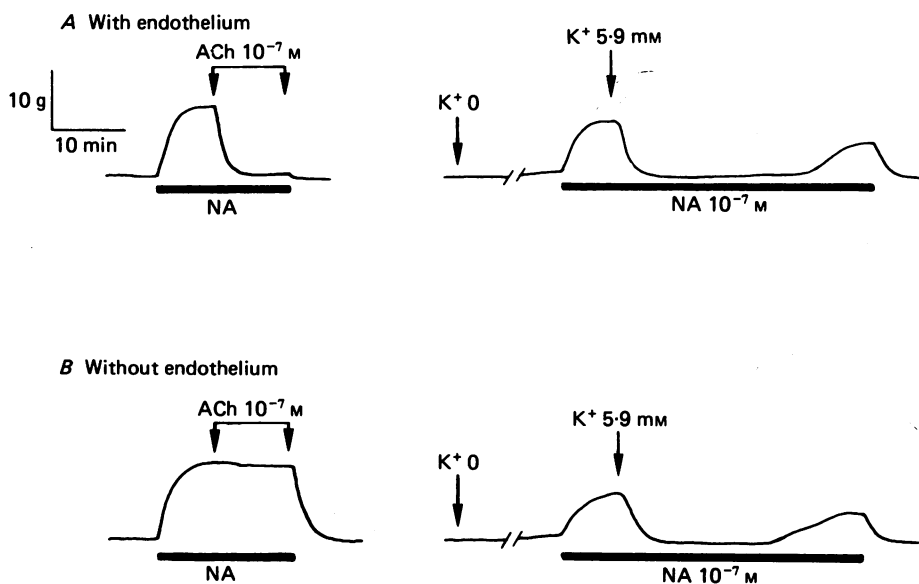 A With endothelium
ACh 10⁻⁷ M
K⁺ 5·9 mM
10 g
K⁺ 0
10 min
NA
NA 10⁻⁷ M
B Without endothelium
ACh 10⁻⁷ M
K⁺ 5·9 mM
K⁺ 0
NA
NA 10⁻⁷ M